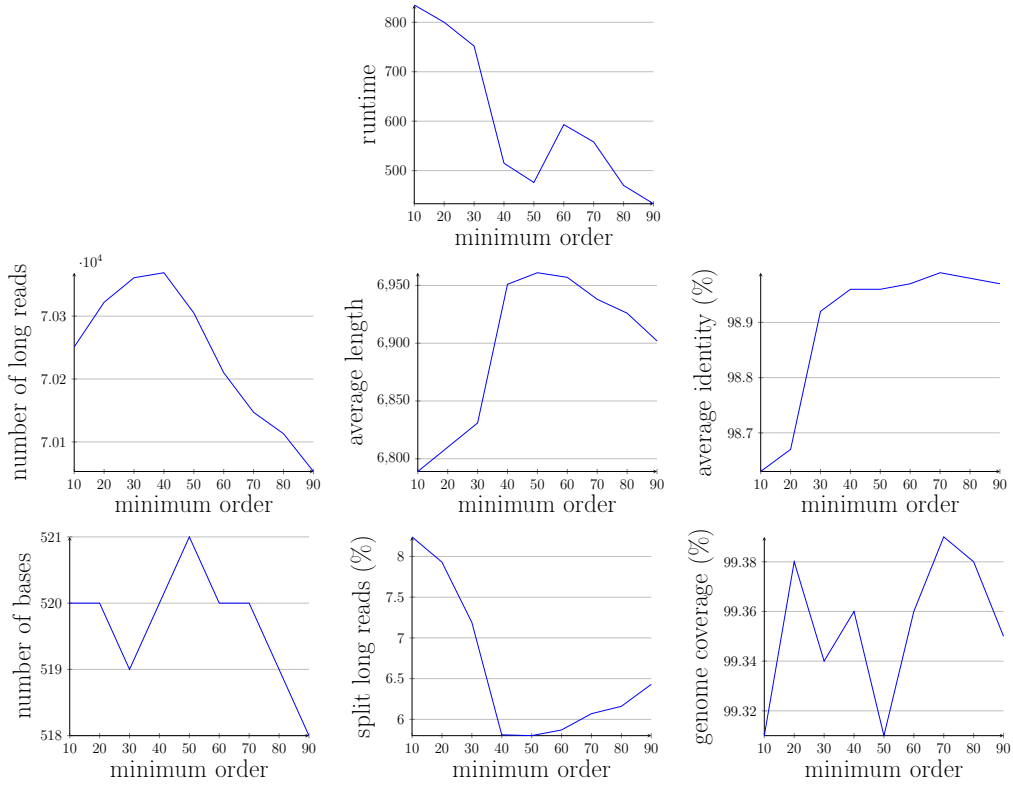 800
700
600
500
10 20 30 40 50 60 70 80 90
minimum order
runtime
·10⁴
7.03
7.02
7.01
10 20 30 40 50 60 70 80 90
minimum order
number of long reads
6,950
6,900
6,850
6,800
10 20 30 40 50 60 70 80 90
minimum order
average length
98.9
98.8
98.7
10 20 30 40 50 60 70 80 90
minimum order
average identity (%)
521
520
519
518
10 20 30 40 50 60 70 80 90
minimum order
number of bases
8
7.5
7
6.5
6
10 20 30 40 50 60 70 80 90
minimum order
split long reads (%)
99.38
99.36
99.34
99.32
10 20 30 40 50 60 70 80 90
minimum order
genome coverage (%)